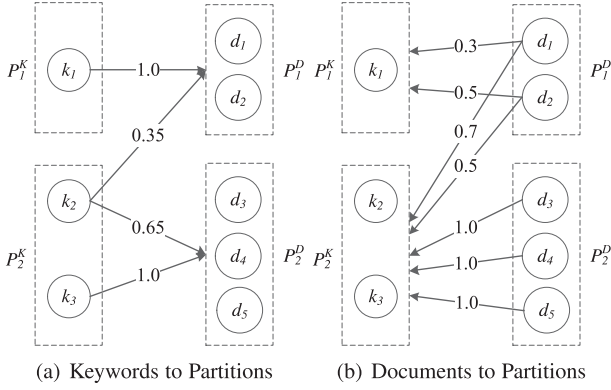 P₁ᴷ k₁ 1.0 d₁ d₂ P₁ᴰ
0.35
P₂ᴷ k₂ k₃ 0.65 1.0 d₃ d₄ d₅ P₂ᴰ
(a) Keywords to Partitions
P₁ᴷ k₁ 0.3 0.5 d₁ d₂ P₁ᴰ
0.7
0.5
P₂ᴷ k₂ k₃ 1.0 1.0 1.0 d₃ d₄ d₅ P₂ᴰ
(b) Documents to Partitions